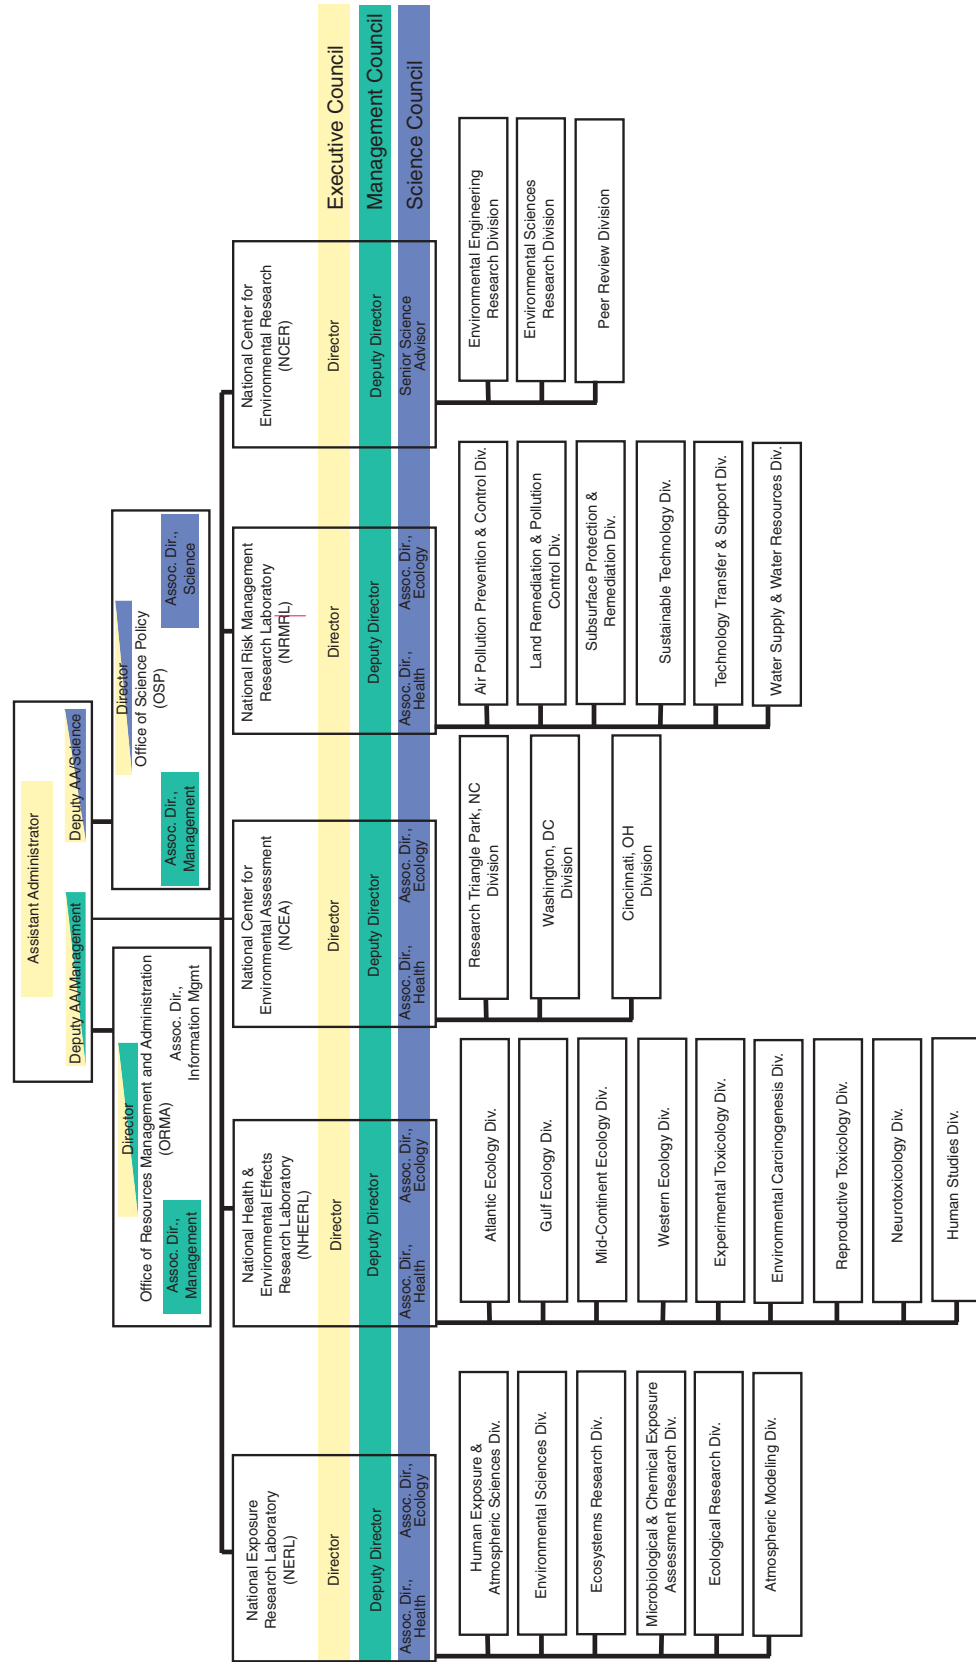 Assistant Administrator
Deputy AA/Management
Deputy AA/Science
Director
Office of Resources Management and Administration
(ORMA)
Assoc. Dir.,
Management
Assoc. Dir.,
Information Mgmt
Director
Office of Science Policy
(OSP)
Assoc. Dir.,
Management
Assoc. Dir.,
Science
National Exposure
Research Laboratory
(NERL)
Director
Deputy Director
Assoc. Dir.,
Health
Assoc. Dir.,
Ecology
National Health &
Environmental Effects
Research Laboratory
(NHEERL)
Director
Deputy Director
Assoc. Dir.,
Health
Assoc. Dir.,
Ecology
National Center for
Environmental Assessment
(NCEA)
Director
Deputy Director
Assoc. Dir.,
Health
Assoc. Dir.,
Ecology
National Risk Management
Research Laboratory
(NRMRL)
Director
Deputy Director
Assoc. Dir.,
Health
Assoc. Dir.,
Ecology
National Center for
Environmental Research
(NCER)
Director
Deputy Director
Senior Science
Advisor
Executive Council
Management Council
Science Council
Human Exposure &
Atmospheric Sciences Div.
Environmental Sciences Div.
Ecosystems Research Div.
Microbiological & Chemical Exposure
Assessment Research Div.
Ecological Research Div.
Atmospheric Modeling Div.
Atlantic Ecology Div.
Gulf Ecology Div.
Mid-Continent Ecology Div.
Western Ecology Div.
Experimental Toxicology Div.
Environmental Carcinogenesis Div.
Reproductive Toxicology Div.
Neurotoxicology Div.
Human Studies Div.
Research Triangle Park, NC
Division
Washington, DC
Division
Cincinnati, OH
Division
Air Pollution Prevention & Control Div.
Land Remediation & Pollution
Control Div.
Subsurface Protection &
Remediation Div.
Sustainable Technology Div.
Technology Transfer & Support Div.
Water Supply & Water Resources Div.
Environmental Engineering
Research Division
Environmental Sciences
Research Division
Peer Review Division